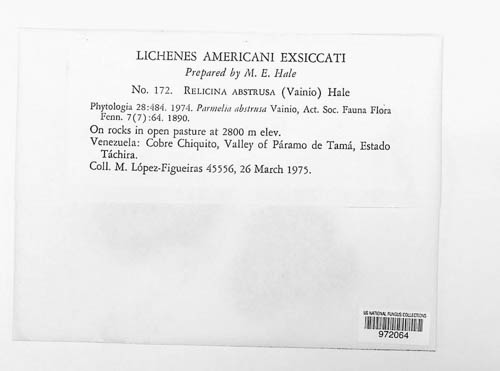 LICHENES AMERICANI EXSICCATI
Prepared by M. E. Hale
No. 172. RELICINA ABSTRUSA (Vainio) Hale
Phytologia 28:484. 1974. Parmelia abstrusa Vainio, Act. Soc. Fauna Flora
Fenn. 7(7):64. 1890.
On rocks in open pasture at 2800 m elev.
Venezuela: Cobre Chiquito, Valley of Páramo de Tamá, Estado
Táchira.
Coll. M. López-Figueiras 45556, 26 March 1975.
US NATIONAL FUNGUS COLLECTIONS
972064